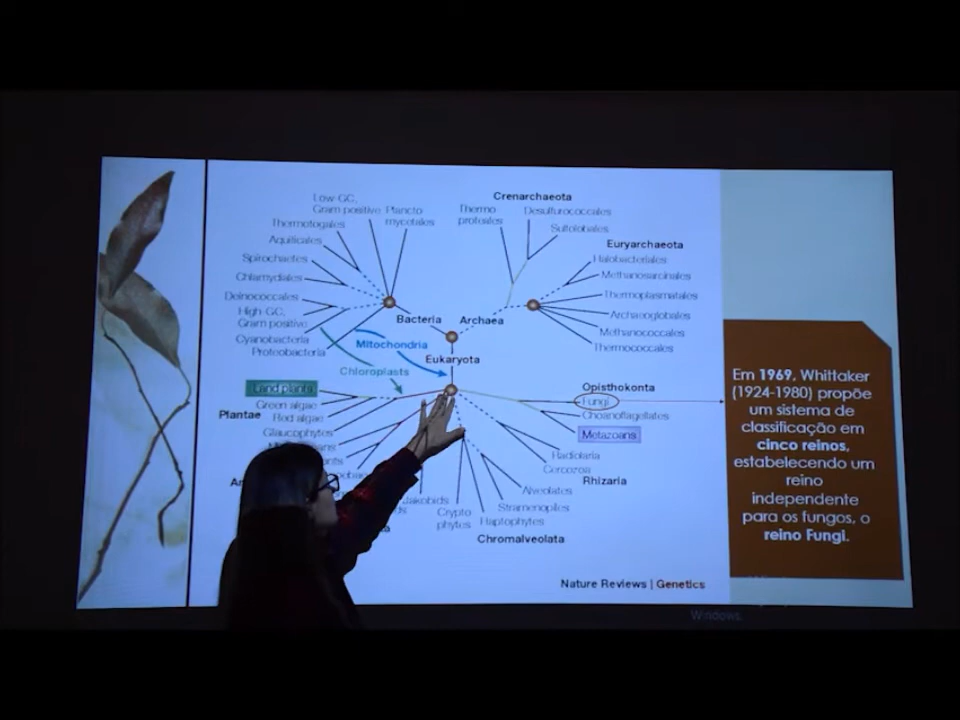 Low-GC,
Gram positive
Plancto
mycetales
Thermotogales
Aquificales
Spirochaetes
Chlamydiales
Deinococcales
High-GC,
Gram positive
Cyanobacteria
Proteobacteria
Bacteria
Crenarchaeota
Thermo
proteales
Desulfurococcales
Sulfolobales
Euryarchaeota
Halobacteriales
Methanosarcinales
Thermoplasmatales
Archaeoglobales
Methanococcales
Thermococcales
Archaea
Mitochondria
Chloroplasts
Eukaryota
Land plants
Green algae
Red algae
Glaucophytes
Plantae
Opisthokonta
Fungi
Choanoflagellates
Metazoans
Radiolaria
Cercozoa
Rhizaria
Alveolates
Stramenopiles
Haptophytes
Crypto
phytes
Chromalveolata
Jakobids
Nature Reviews | Genetics
Em 1969, Whittaker
(1924-1980) propõe
um sistema de
classificação em
cinco reinos,
estabelecendo um
reino
independente
para os fungos, o
reino Fungi.
Windows.